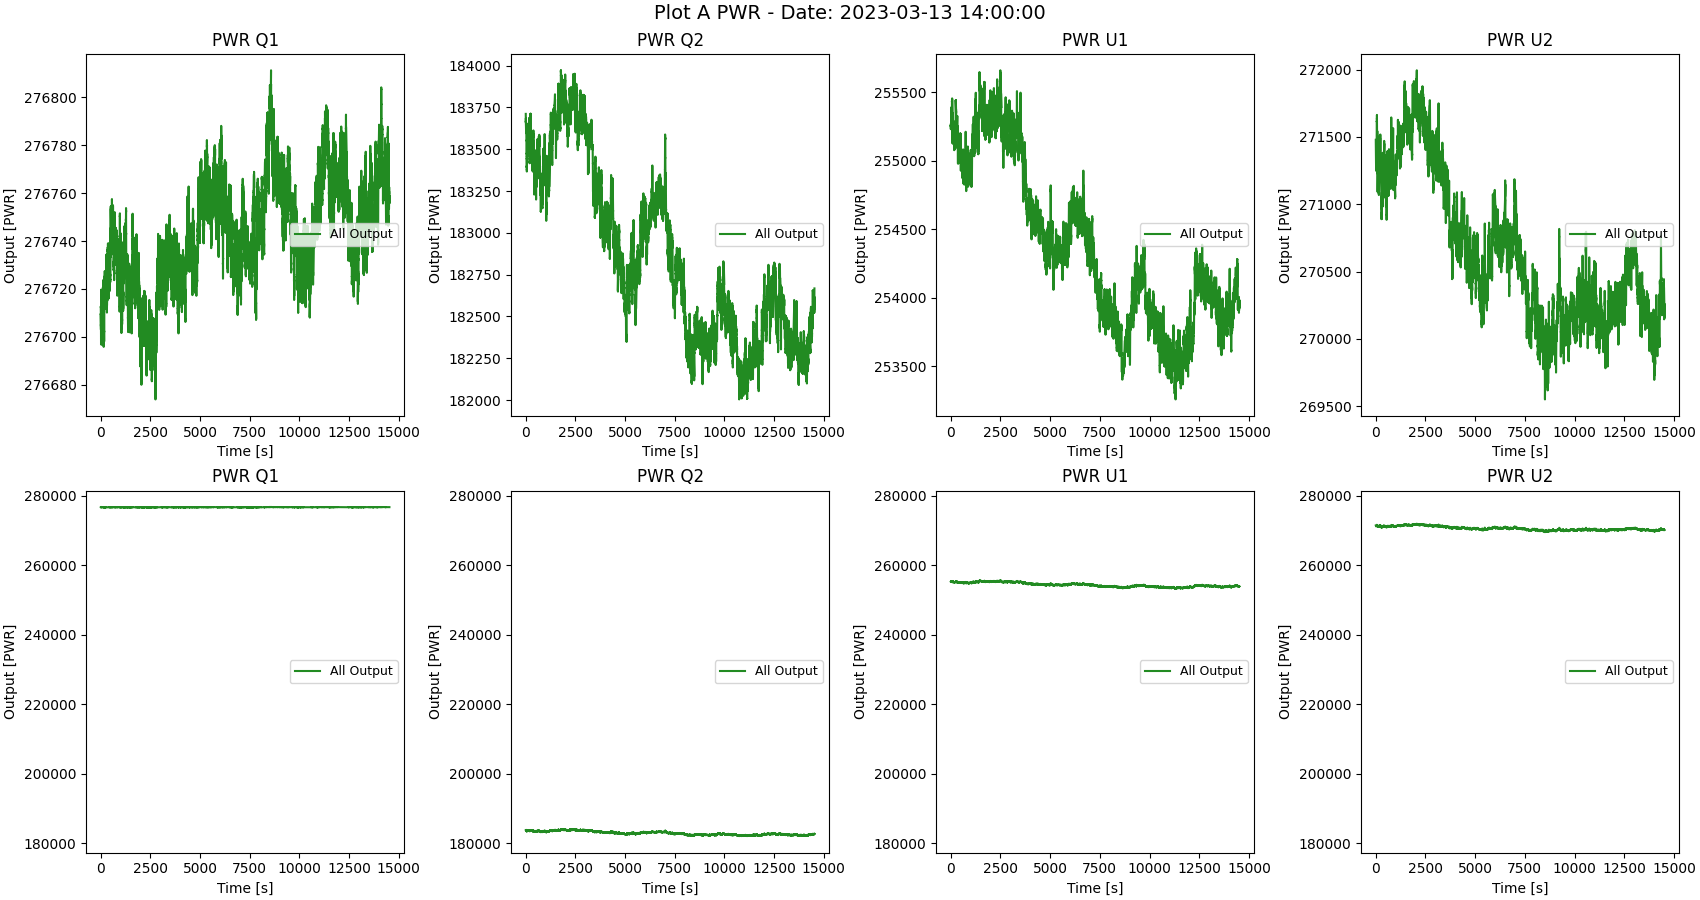 Plot A PWR - Date: 2023-03-13 14:00:00
PWR Q1
Output [PWR]
276800
276780
276760
276740
276720
276700
276680
All Output
0 2500 5000 7500 10000 12500 15000
Time [s]
PWR Q2
Output [PWR]
184000
183750
183500
183250
183000
182750
182500
182250
182000
All Output
0 2500 5000 7500 10000 12500 15000
Time [s]
PWR U1
Output [PWR]
255500
255000
254500
254000
253500
All Output
0 2500 5000 7500 10000 12500 15000
Time [s]
PWR U2
Output [PWR]
272000
271500
271000
270500
270000
269500
All Output
0 2500 5000 7500 10000 12500 15000
Time [s]
PWR Q1
Output [PWR]
280000
260000
240000
220000
200000
180000
All Output
0 2500 5000 7500 10000 12500 15000
Time [s]
PWR Q2
Output [PWR]
280000
260000
240000
220000
200000
180000
All Output
0 2500 5000 7500 10000 12500 15000
Time [s]
PWR U1
Output [PWR]
280000
260000
240000
220000
200000
180000
All Output
0 2500 5000 7500 10000 12500 15000
Time [s]
PWR U2
Output [PWR]
280000
260000
240000
220000
200000
180000
All Output
0 2500 5000 7500 10000 12500 15000
Time [s]